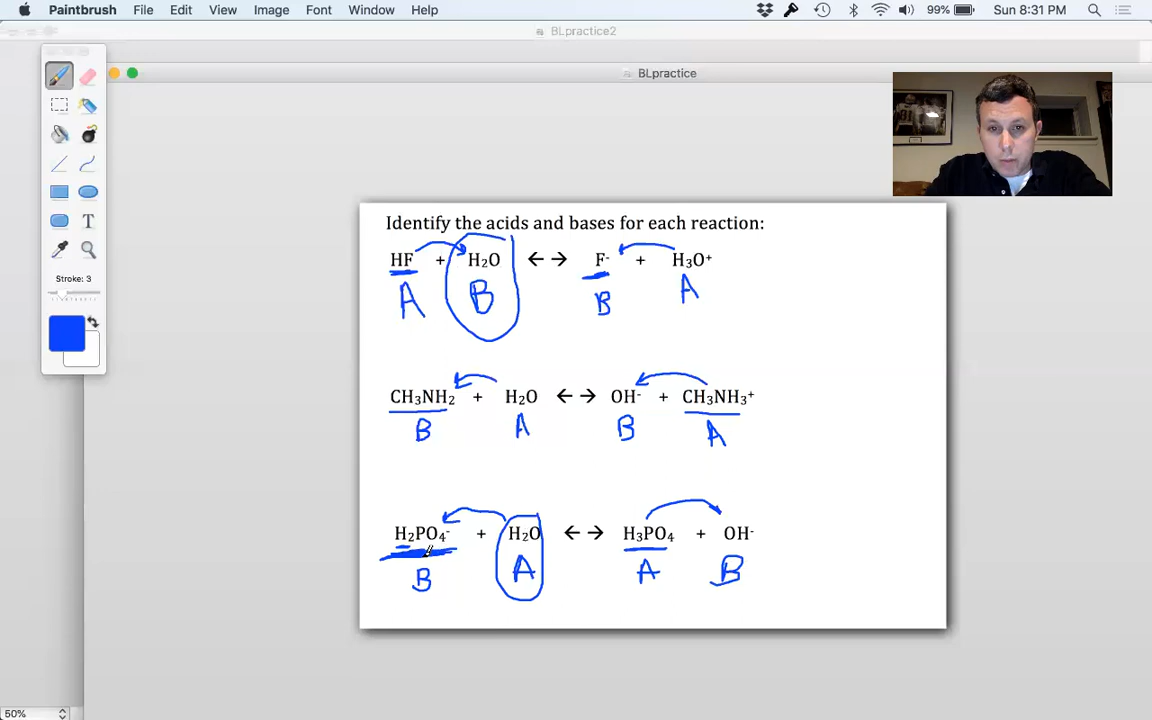 Paintbrush File Edit View Image Font Window Help 99% Sun 8:31 PM
BLpractice2
BLpractice
Identify the acids and bases for each reaction:
HF + H₂O ←→ F⁻ + H₃O⁺
A B B A
CH₃NH₂ + H₂O ←→ OH⁻ + CH₃NH₃⁺
B A B A
H₂PO₄⁻ + H₂O ←→ H₃PO₄ + OH⁻
B A A B
T
Stroke: 3
50%